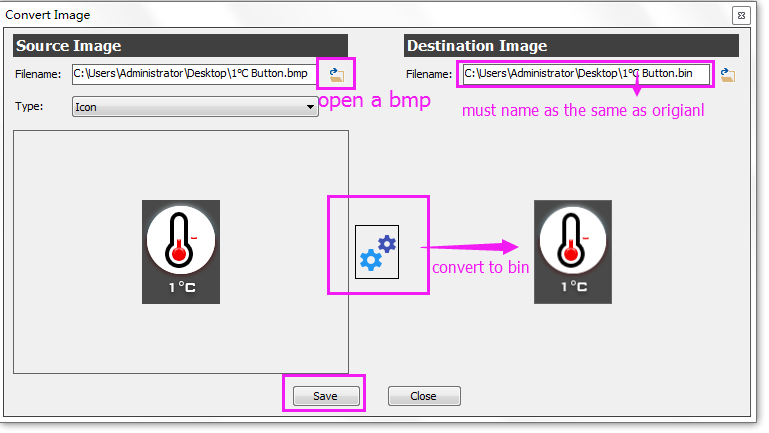 Convert Image
Source Image
Destination Image
Filename: C:\Users\Administrator\Desktop\1℃ Button.bmp
Filename: C:\Users\Administrator\Desktop\1℃ Button.bin
open a bmp
must name as the same as origianl
Type: Icon
convert to bin
1℃
1℃
Save
Close